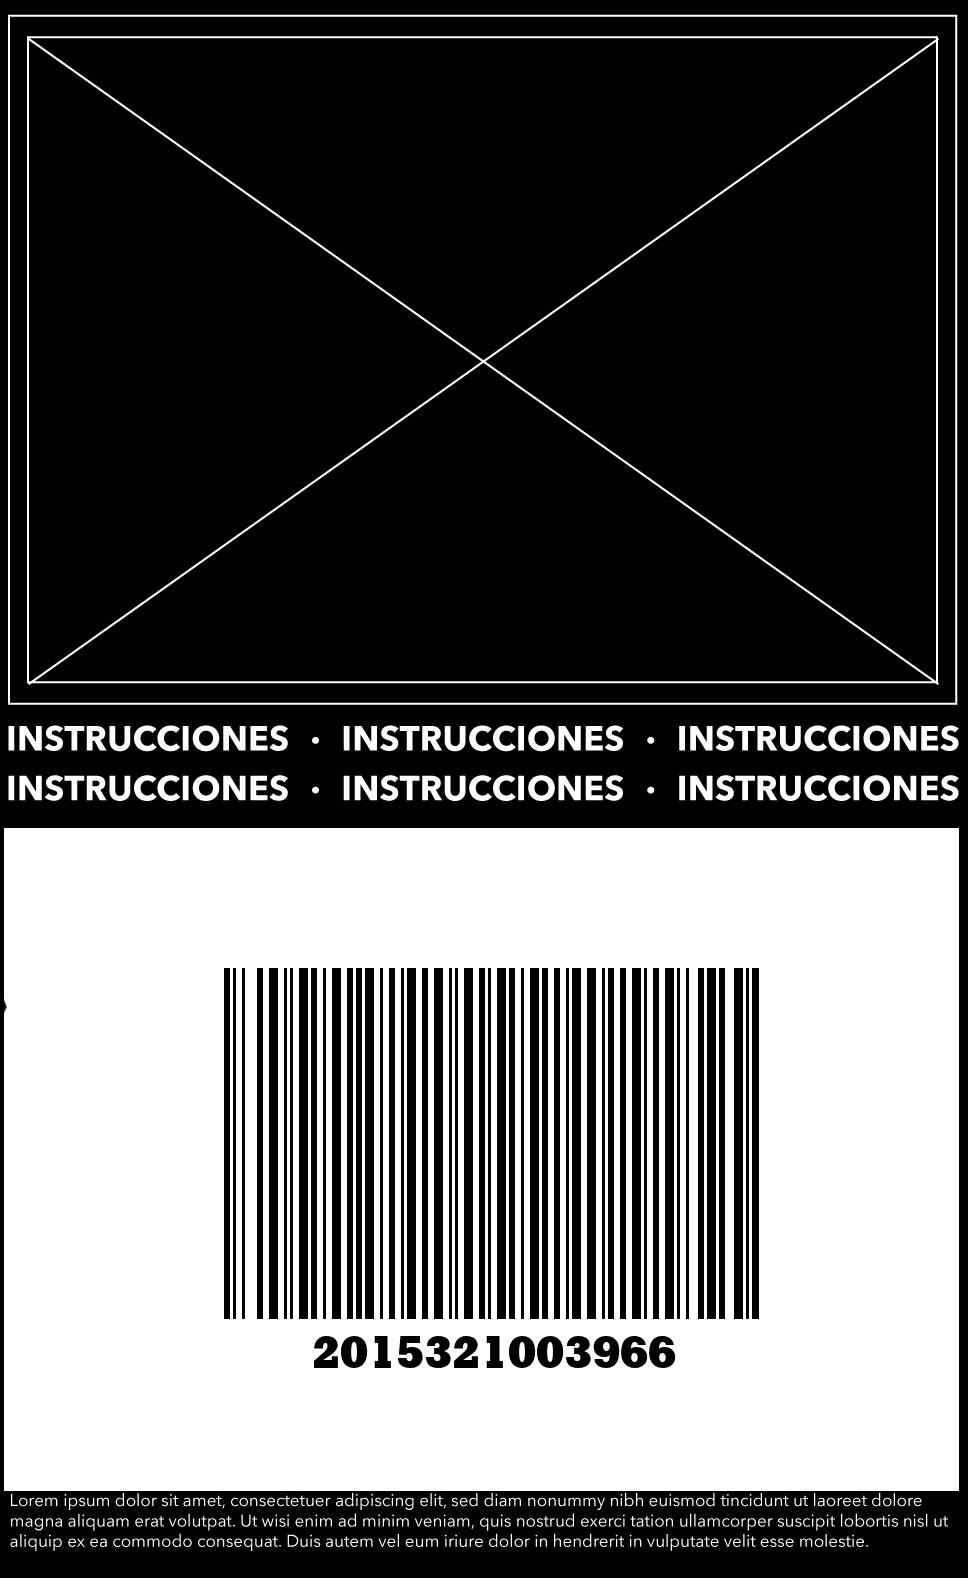 INSTRUCCIONES • INSTRUCCIONES • INSTRUCCIONES
INSTRUCCIONES • INSTRUCCIONES • INSTRUCCIONES
2015321003966
Lorem ipsum dolor sit amet, consectetuer adipiscing elit, sed diam nonummy nibh euismod tincidunt ut laoreet dolore
magna aliquam erat volutpat. Ut wisi enim ad minim veniam, quis nostrud exerci tation ullamcorper suscipit lobortis nisl ut
aliquip ex ea commodo consequat. Duis autem vel eum iriure dolor in hendrerit in vulputate velit esse molestie.